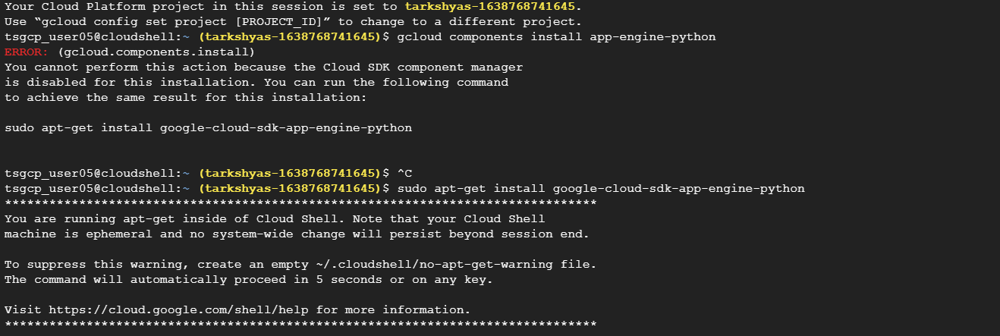 Your Cloud Platform project in this session is set to tarkshyas-1638768741645.
Use “gcloud config set project [PROJECT_ID]” to change to a different project.
tsgcp_user05@cloudshell:~ (tarkshyas-1638768741645)$ gcloud components install app-engine-python
ERROR: (gcloud.components.install)
You cannot perform this action because the Cloud SDK component manager
is disabled for this installation. You can run the following command
to achieve the same result for this installation:

sudo apt-get install google-cloud-sdk-app-engine-python

tsgcp_user05@cloudshell:~ (tarkshyas-1638768741645)$ ^C
tsgcp_user05@cloudshell:~ (tarkshyas-1638768741645)$ sudo apt-get install google-cloud-sdk-app-engine-python
********************************************************************************
You are running apt-get inside of Cloud Shell. Note that your Cloud Shell
machine is ephemeral and no system-wide change will persist beyond session end.

To suppress this warning, create an empty ~/.cloudshell/no-apt-get-warning file.
The command will automatically proceed in 5 seconds or on any key.

Visit https://cloud.google.com/shell/help for more information.
********************************************************************************